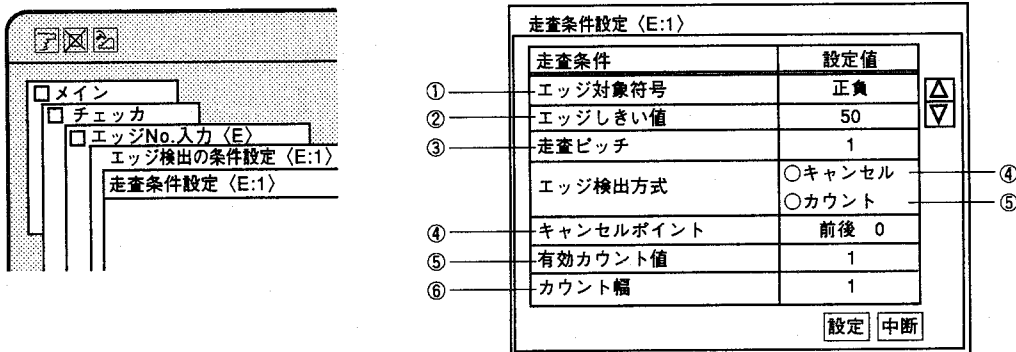 メイン
チェッカ
エッジNo.入力〈E〉
エッジ検出の条件設定〈E:1〉
走査条件設定〈E:1〉
走査条件設定〈E:1〉
走査条件 設定値
① エッジ対象符号 正負
② エッジしきい値 50
③ 走査ピッチ 1
エッジ検出方式 ○キャンセル ④
○カウント ⑤
④ キャンセルポイント 前後 0
⑤ 有効カウント値 1
⑥ カウント幅 1
設定 中断